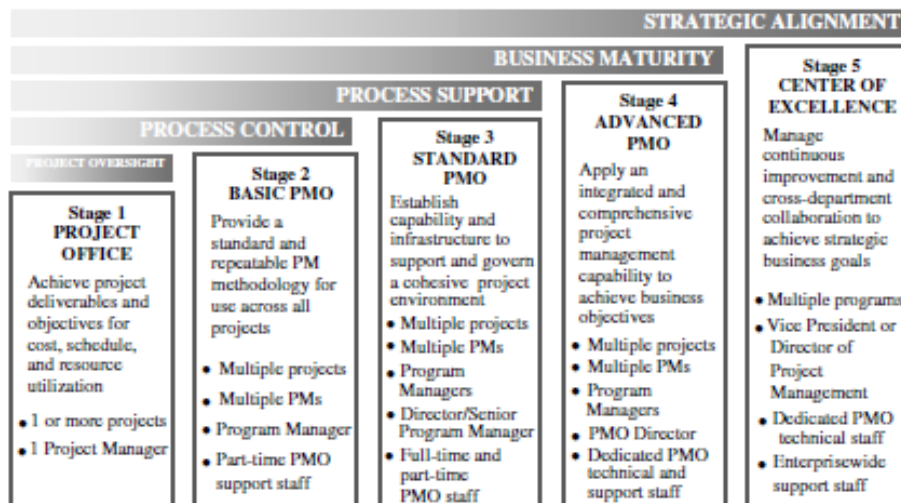 STRATEGIC ALIGNMENT
BUSINESS MATURITY
PROCESS SUPPORT
PROCESS CONTROL
PROJECT OVERSIGHT
Stage 1
PROJECT
OFFICE
Achieve project
deliverables and
objectives for
cost, schedule,
and resource
utilization
• 1 or more projects
• 1 Project Manager
Stage 2
BASIC PMO
Provide a
standard and
repeatable PM
methodology for
use across all
projects
• Multiple projects
• Multiple PMs
• Program Manager
• Part-time PMO
support staff
Stage 3
STANDARD
PMO
Establish
capability and
infrastructure to
support and govern
a cohesive project
environment
• Multiple projects
• Multiple PMs
• Program
Managers
• Director/Senior
Program Manager
• Full-time and
part-time
PMO staff
Stage 4
ADVANCED
PMO
Apply an
integrated and
comprehensive
project
management
capability to
achieve business
objectives
• Multiple projects
• Multiple PMs
• Program
Managers
• PMO Director
• Dedicated PMO
technical and
support staff
Stage 5
CENTER OF
EXCELLENCE
Manage
continuous
improvement and
cross-department
collaboration to
achieve strategic
business goals
• Multiple programs
• Vice President or
Director of
Project
Management
• Dedicated PMO
technical staff
• Enterprisewide
support staff